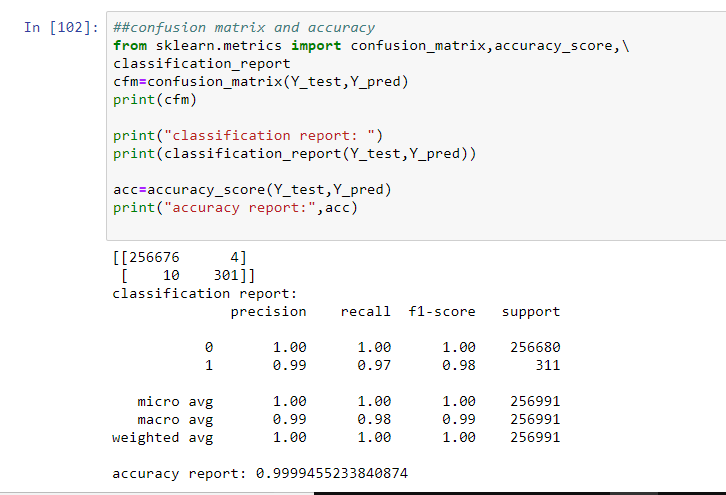 In [102]: ##confusion matrix and accuracy
from sklearn.metrics import confusion_matrix,accuracy_score,\
classification_report
cfm=confusion_matrix(Y_test,Y_pred)
print(cfm)
print("classification report: ")
print(classification_report(Y_test,Y_pred))
acc=accuracy_score(Y_test,Y_pred)
print("accuracy report:",acc)
[[256676      4]
 [    10    301]]
classification report:
              precision    recall  f1-score   support
           0       1.00      1.00      1.00    256680
           1       0.99      0.97      0.98       311
   micro avg       1.00      1.00      1.00    256991
   macro avg       0.99      0.98      0.99    256991
weighted avg       1.00      1.00      1.00    256991
accuracy report: 0.9999455233840874